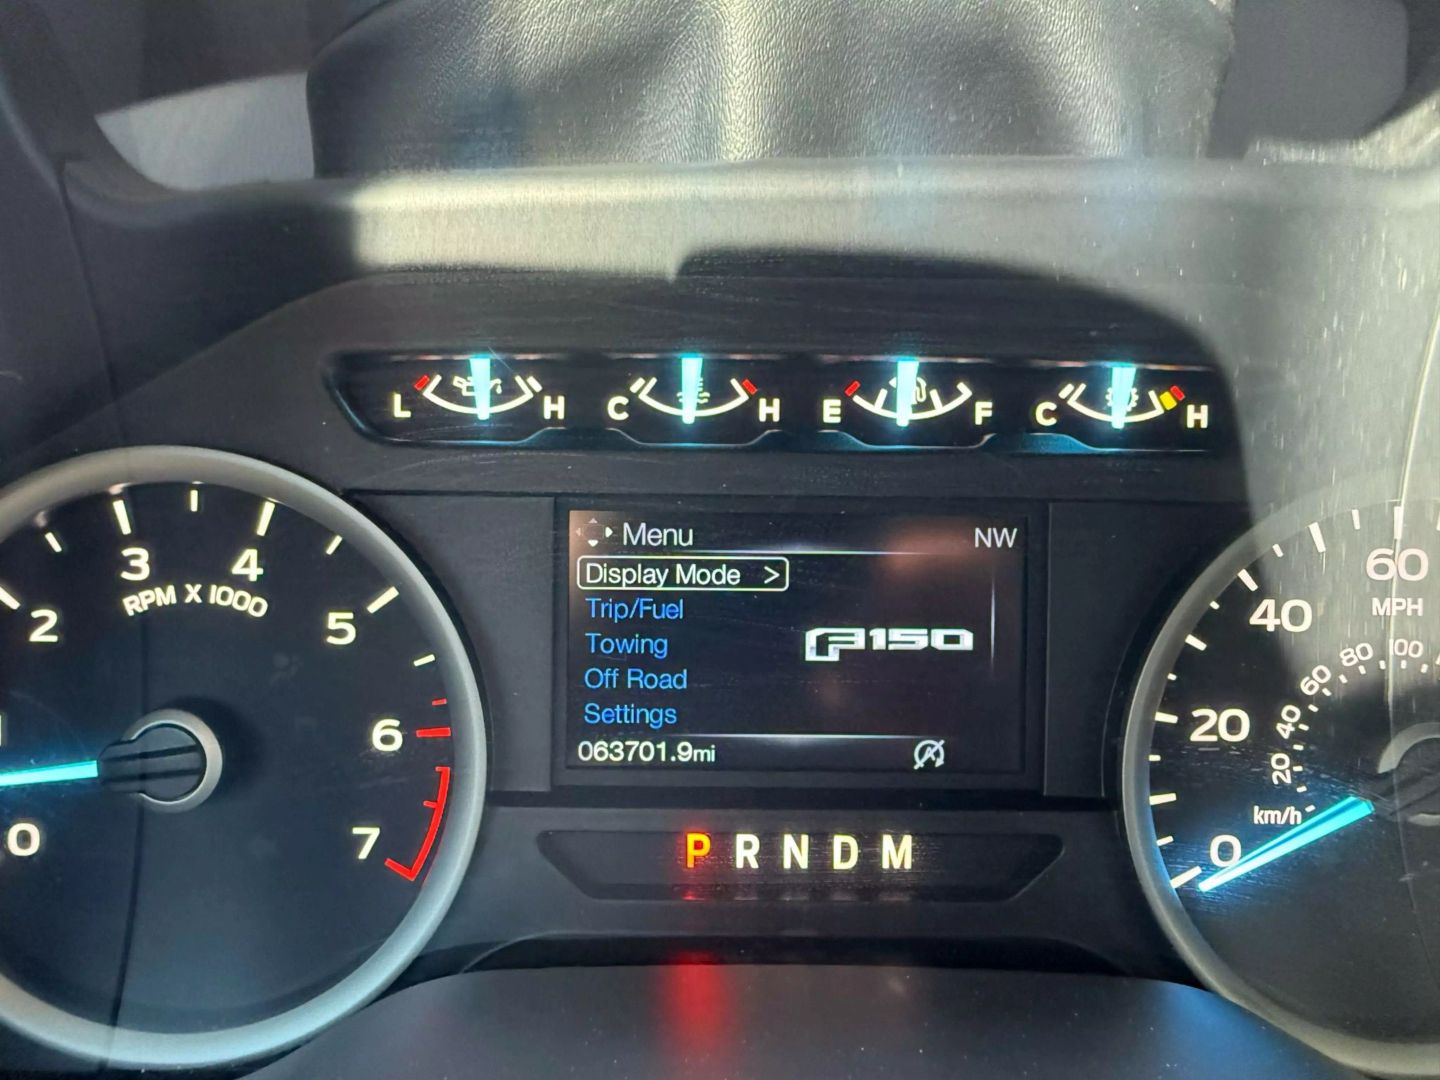 L H C H E F C H
Menu NW
Display Mode >
Trip/Fuel
Towing
F150
Off Road
Settings
063701.9mi
A
P R N D M
0 1 2 3 4 5 6 7
RPM X 1000
0 20 40 60
MPH
20 40 60 80 100
km/h